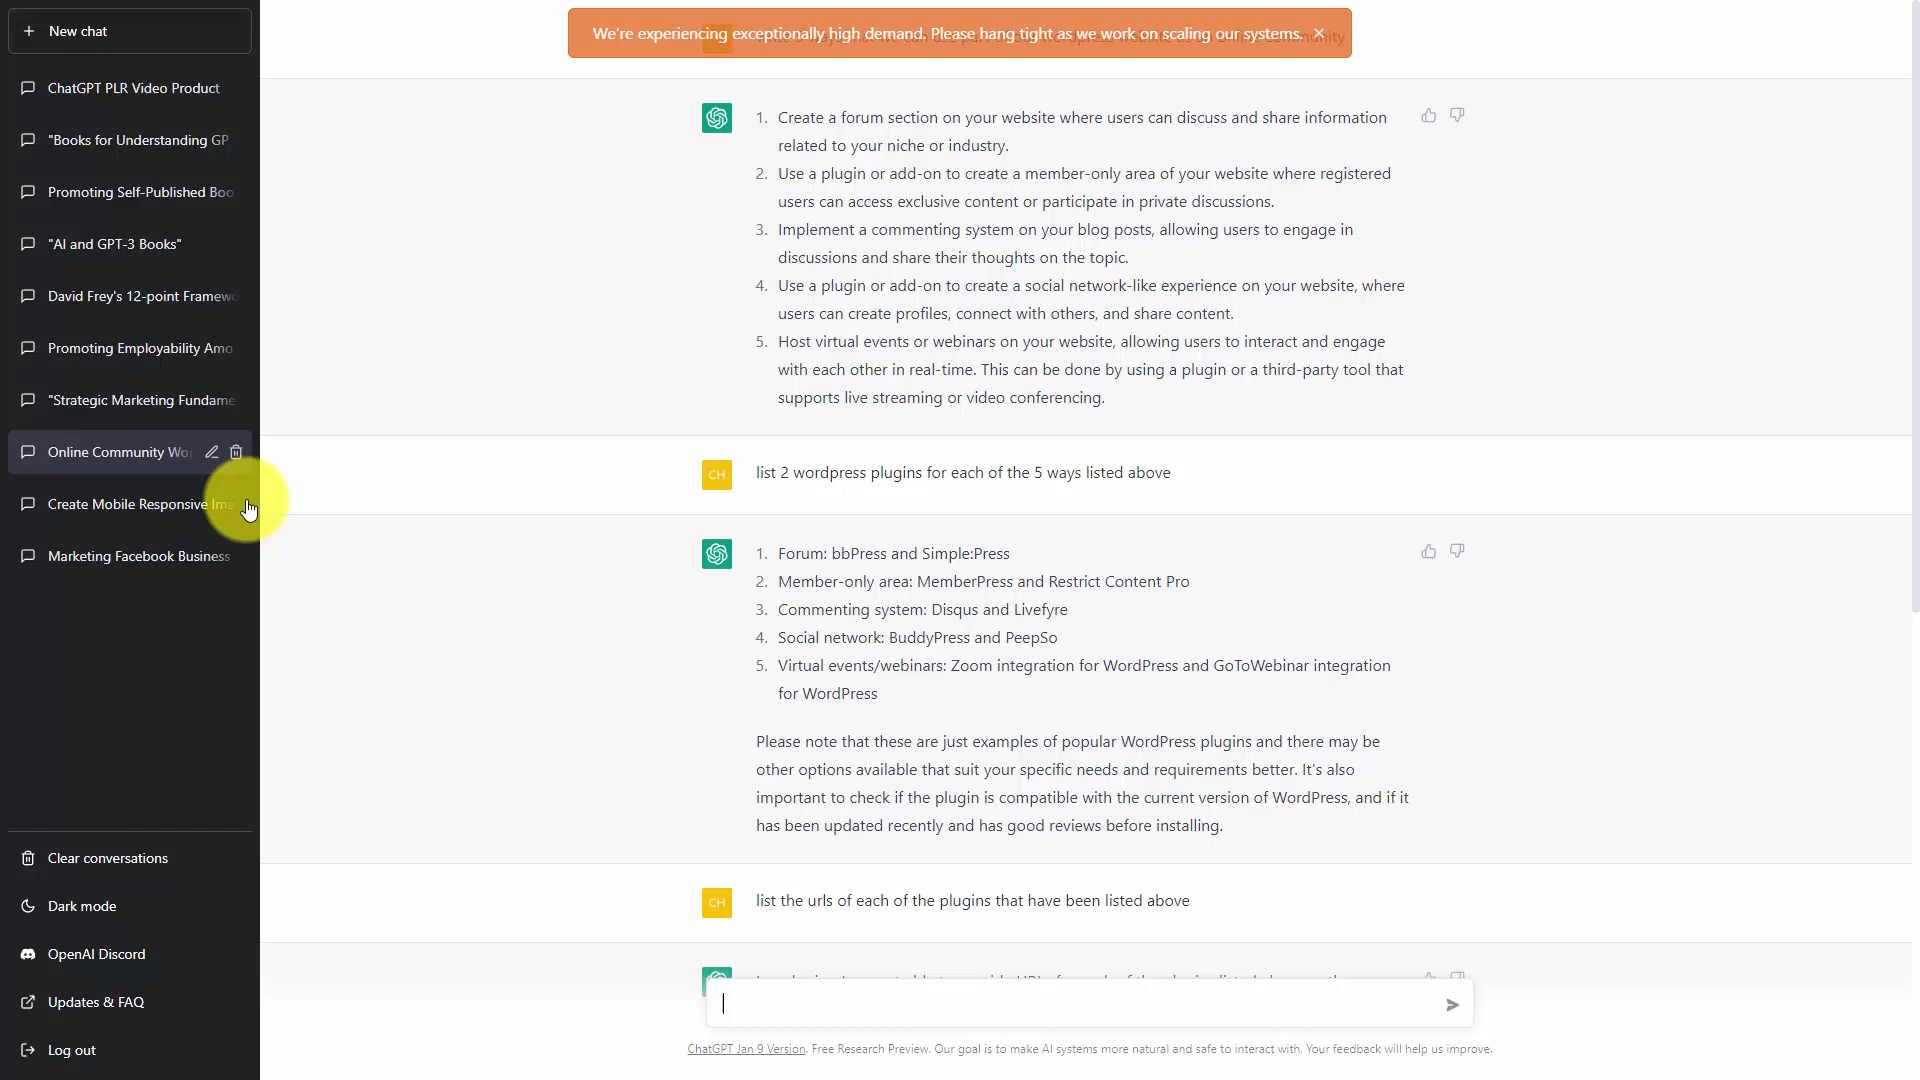 New chat
ChatGPT PLR Video Product
"Books for Understanding GP
Promoting Self-Published Boo
"AI and GPT-3 Books"
David Frey's 12-point Framewo
Promoting Employability Amo
"Strategic Marketing Fundame
Online Community Wo
Create Mobile Responsive Ima
Marketing Facebook Business
Clear conversations
Dark mode
OpenAI Discord
Updates & FAQ
Log out
We're experiencing exceptionally high demand. Please hang tight as we work on scaling our systems.
1. Create a forum section on your website where users can discuss and share information
related to your niche or industry.
2. Use a plugin or add-on to create a member-only area of your website where registered
users can access exclusive content or participate in private discussions.
3. Implement a commenting system on your blog posts, allowing users to engage in
discussions and share their thoughts on the topic.
4. Use a plugin or add-on to create a social network-like experience on your website, where
users can create profiles, connect with others, and share content.
5. Host virtual events or webinars on your website, allowing users to interact and engage
with each other in real-time. This can be done by using a plugin or a third-party tool that
supports live streaming or video conferencing.
CH
list 2 wordpress plugins for each of the 5 ways listed above
1. Forum: bbPress and Simple:Press
2. Member-only area: MemberPress and Restrict Content Pro
3. Commenting system: Disqus and Livefyre
4. Social network: BuddyPress and PeepSo
5. Virtual events/webinars: Zoom integration for WordPress and GoToWebinar integration
for WordPress
Please note that these are just examples of popular WordPress plugins and there may be
other options available that suit your specific needs and requirements better. It's also
important to check if the plugin is compatible with the current version of WordPress, and if it
has been updated recently and has good reviews before installing.
CH
list the urls of each of the plugins that have been listed above
ChatGPT Jan 9 Version. Free Research Preview. Our goal is to make AI systems more natural and safe to interact with. Your feedback will help us improve.